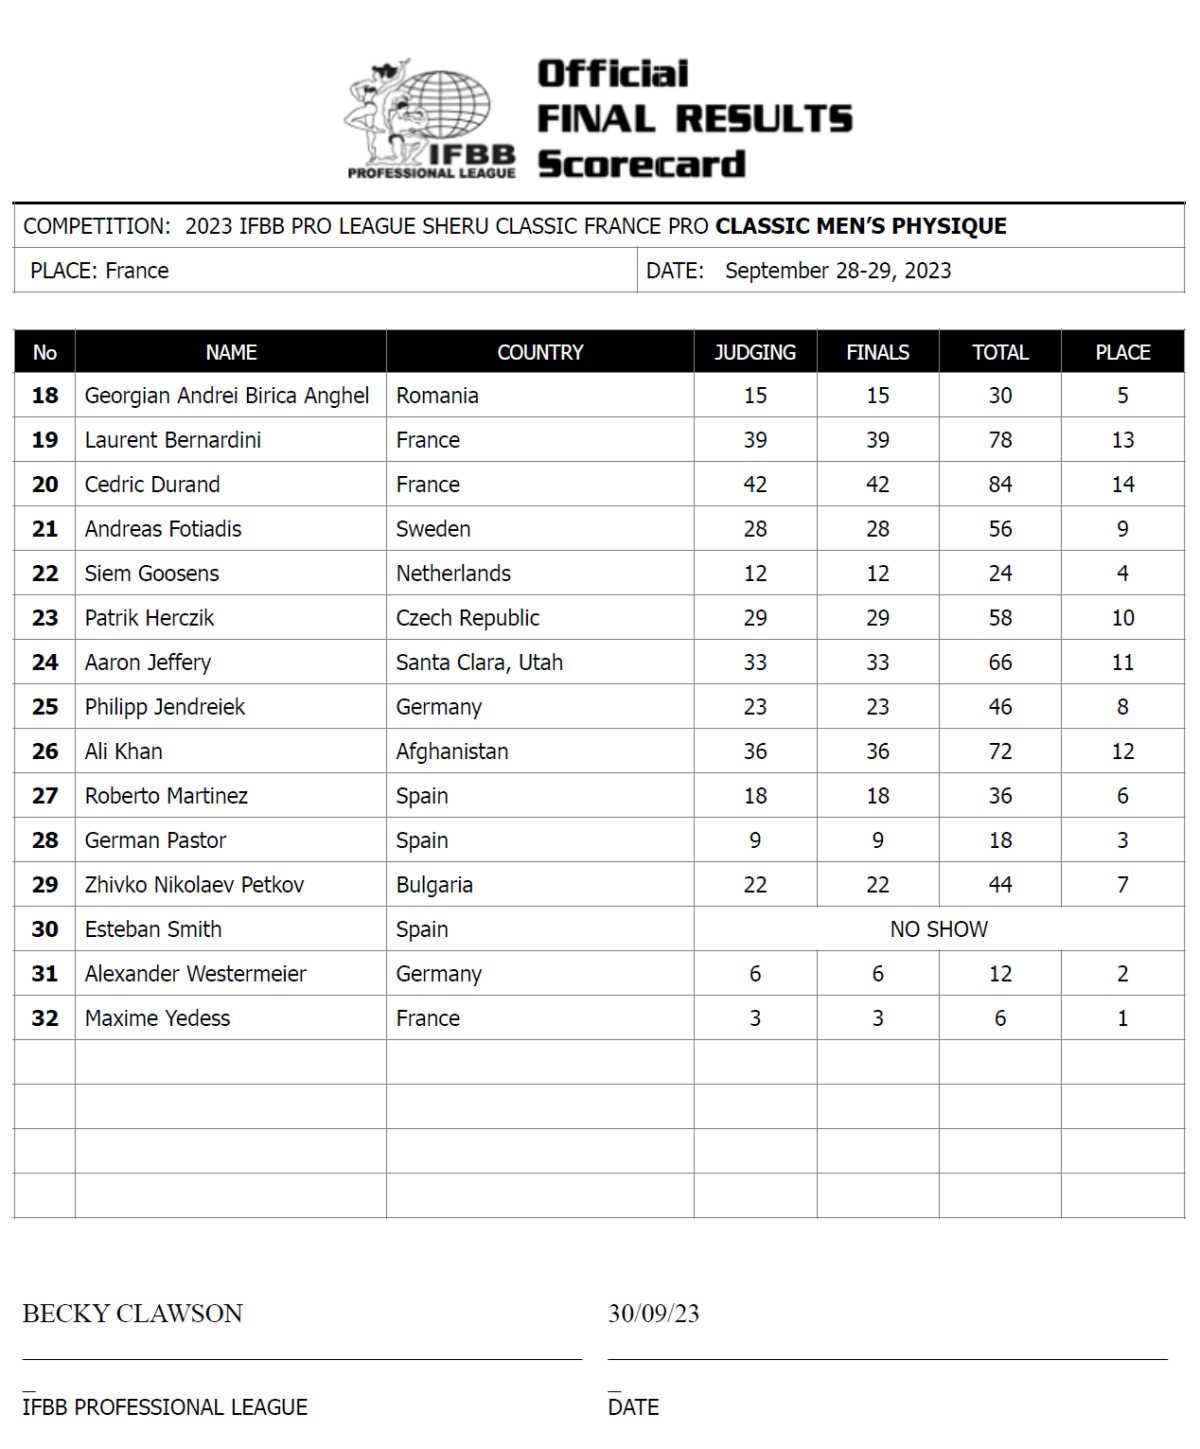 Official
FINAL RESULTS
Scorecard
IFBB
PROFESSIONAL LEAGUE
COMPETITION: 2023 IFBB PRO LEAGUE SHERU CLASSIC FRANCE PRO CLASSIC MEN'S PHYSIQUE
PLACE: France DATE: September 28-29, 2023
No NAME COUNTRY JUDGING FINALS TOTAL PLACE
18 Georgian Andrei Birica Anghel Romania 15 15 30 5
19 Laurent Bernardini France 39 39 78 13
20 Cedric Durand France 42 42 84 14
21 Andreas Fotiadis Sweden 28 28 56 9
22 Siem Goosens Netherlands 12 12 24 4
23 Patrik Herczik Czech Republic 29 29 58 10
24 Aaron Jeffery Santa Clara, Utah 33 33 66 11
25 Philipp Jendreiek Germany 23 23 46 8
26 Ali Khan Afghanistan 36 36 72 12
27 Roberto Martinez Spain 18 18 36 6
28 German Pastor Spain 9 9 18 3
29 Zhivko Nikolaev Petkov Bulgaria 22 22 44 7
30 Esteban Smith Spain NO SHOW
31 Alexander Westermeier Germany 6 6 12 2
32 Maxime Yedess France 3 3 6 1
BECKY CLAWSON 30/09/23
IFBB PROFESSIONAL LEAGUE DATE